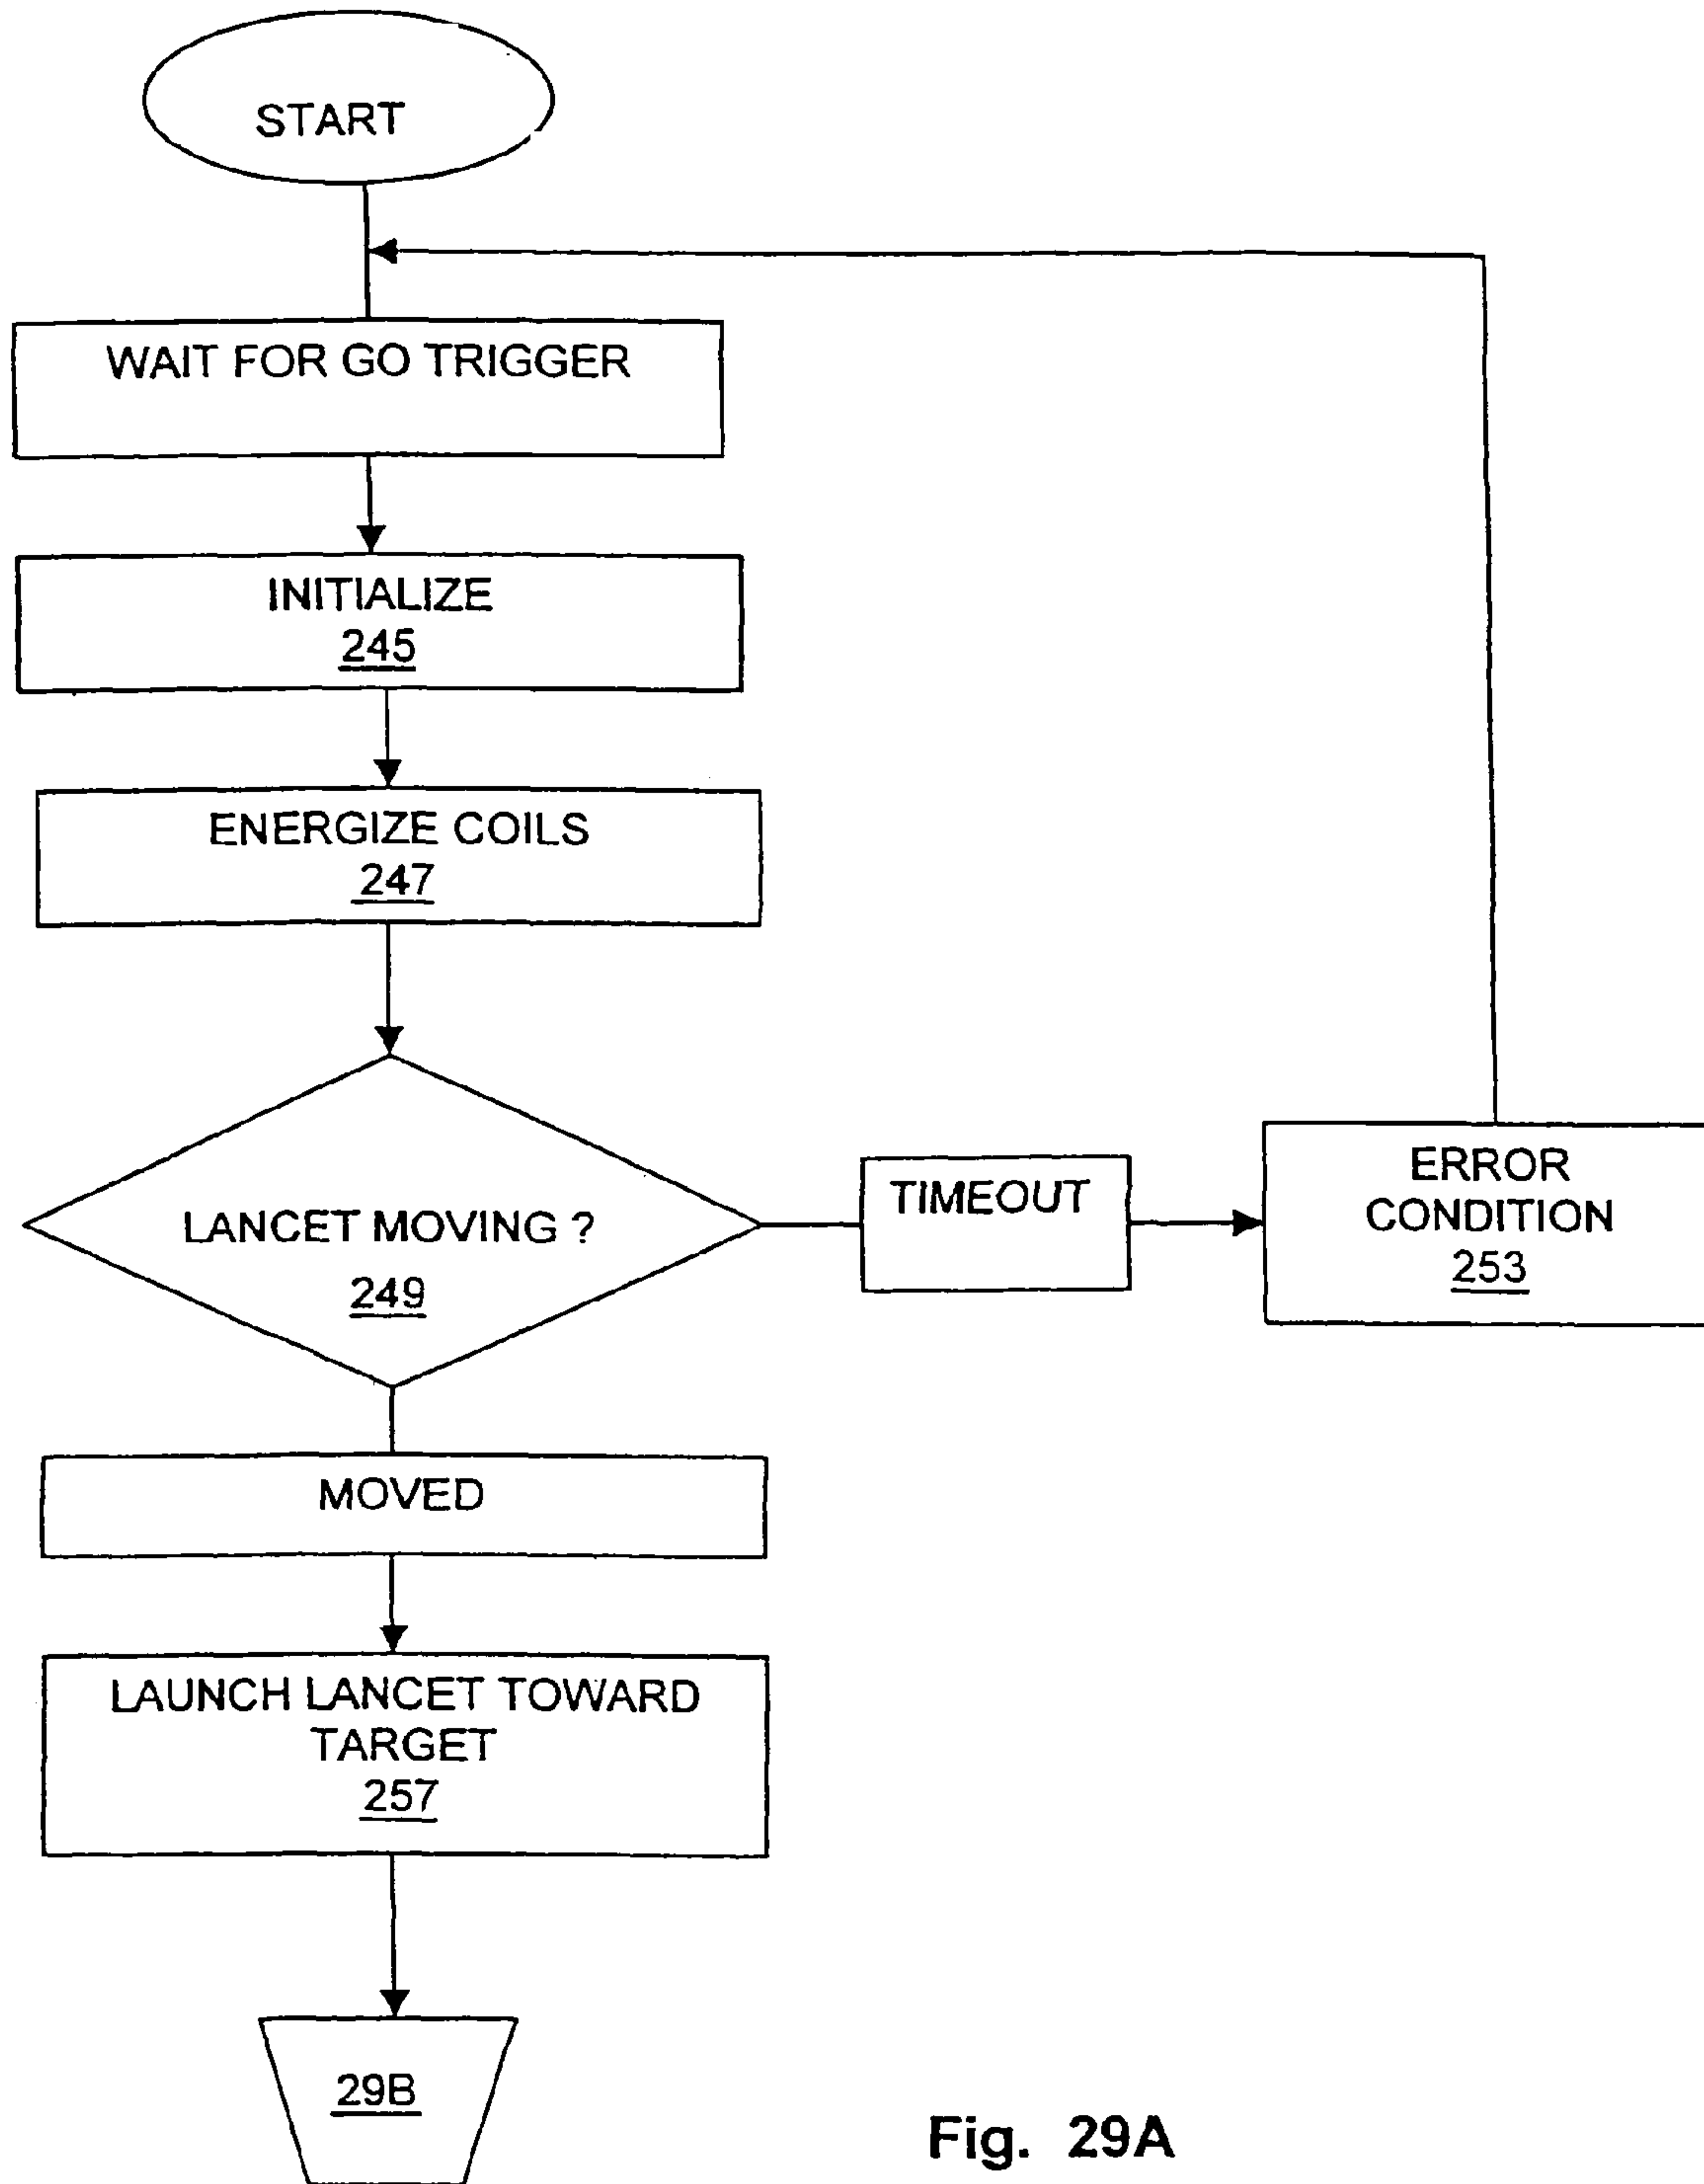 START
WAIT FOR GO TRIGGER
INITIALIZE
245
ENERGIZE COILS
247
LANCET MOVING ?
249
TIMEOUT
ERROR
CONDITION
253
MOVED
LAUNCH LANCET TOWARD
TARGET
257
29B
Fig. 29A